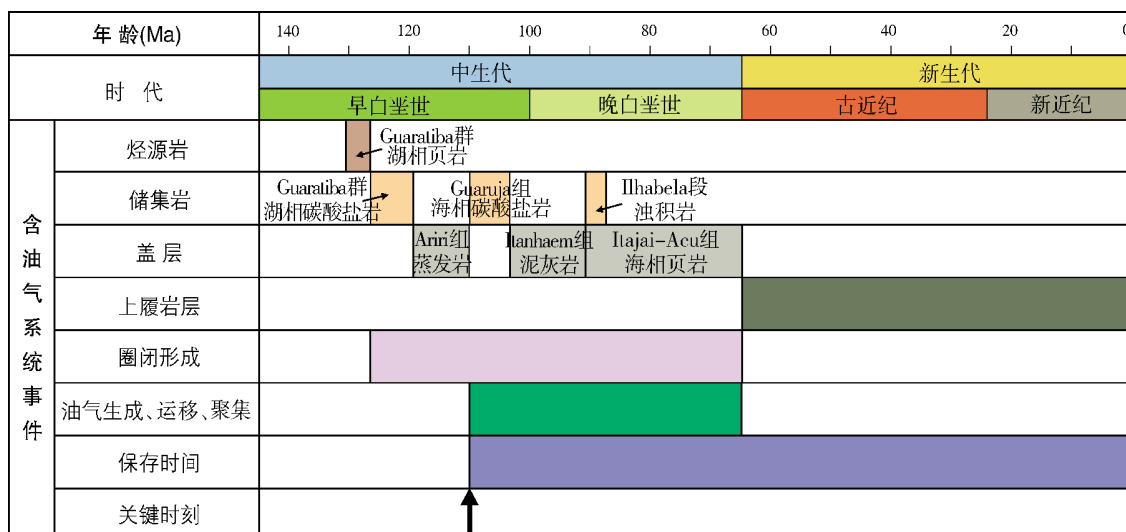 年 龄(Ma)
140 120 100 80 60 40 20 0
时 代
中生代 新生代
早白垩世 晚白垩世 古近纪 新近纪
含油气系统事件
烃源岩
Guaratiba群
湖相页岩
储集岩
Guaratiba群
湖相碳酸盐岩
Guaruja组
海相碳酸盐岩
Ilhabela段
浊积岩
盖 层
Ariri组
蒸发岩
Itanhaem组
泥灰岩
Itajai-Acu组
海相页岩
上履岩层
圈闭形成
油气生成、运移、聚集
保存时间
关键时刻